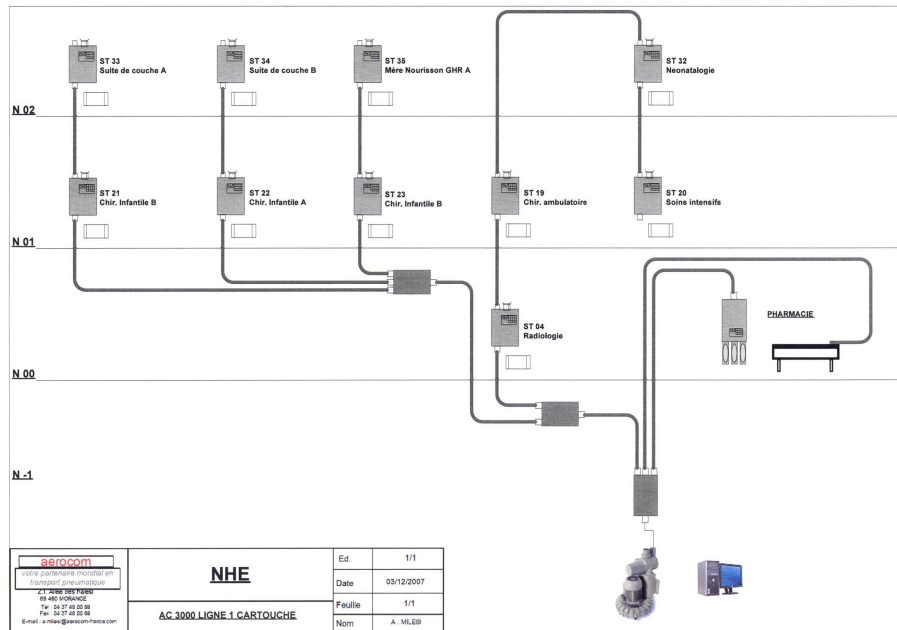 ST 33
Suite de couche A
ST 34
Suite de couche B
ST 35
Mère Nourisson GHR A
ST 32
Neonatalogie
N 02
ST 21
Chir. Infantile B
ST 22
Chir. Infantile A
ST 23
Chir. Infantile B
ST 19
Chir. ambulatoire
ST 20
Soins intensifs
N 01
PHARMACIE
ST 04
Radiologie
N 00
N -1
aerocom
votre partenaire mondial en
transport pneumatique
Z.I. Allée des
69 480 MORANCE
Tel : 04 37 46 00 68
Fax : 04 37 46 00 69
E-mail : a-milesi@aerocom-france.com
NHE
AC 3000 LIGNE 1 CARTOUCHE
Ed. 1/1
Date 03/12/2007
Feuille 1/1
Nom A . MILESI